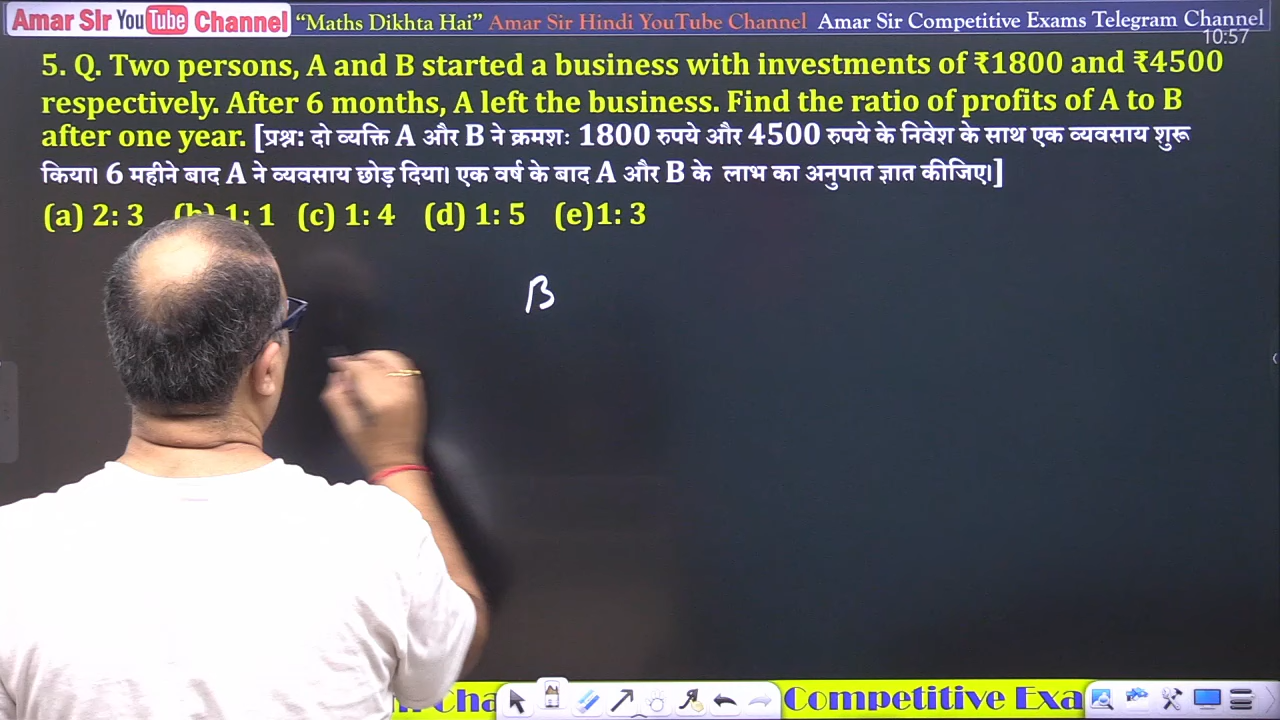 Amar SIr YouTube Channel "Maths Dikhta Hai" Amar Sir Hindi YouTube Channel Amar Sir Competitive Exams Telegram Channel
10:57
5. Q. Two persons, A and B started a business with investments of ₹1800 and ₹4500
respectively. After 6 months, A left the business. Find the ratio of profits of A to B
after one year. [प्रश्न: दो व्यक्ति A और B ने क्रमशः 1800 रुपये और 4500 रुपये के निवेश के साथ एक व्यवसाय शुरू
किया। 6 महीने बाद A ने व्यवसाय छोड़ दिया। एक वर्ष के बाद A और B के लाभ का अनुपात ज्ञात कीजिए।]
(a) 2: 3 (b) 1: 1 (c) 1: 4 (d) 1: 5 (e)1: 3
B
Competitive Exa